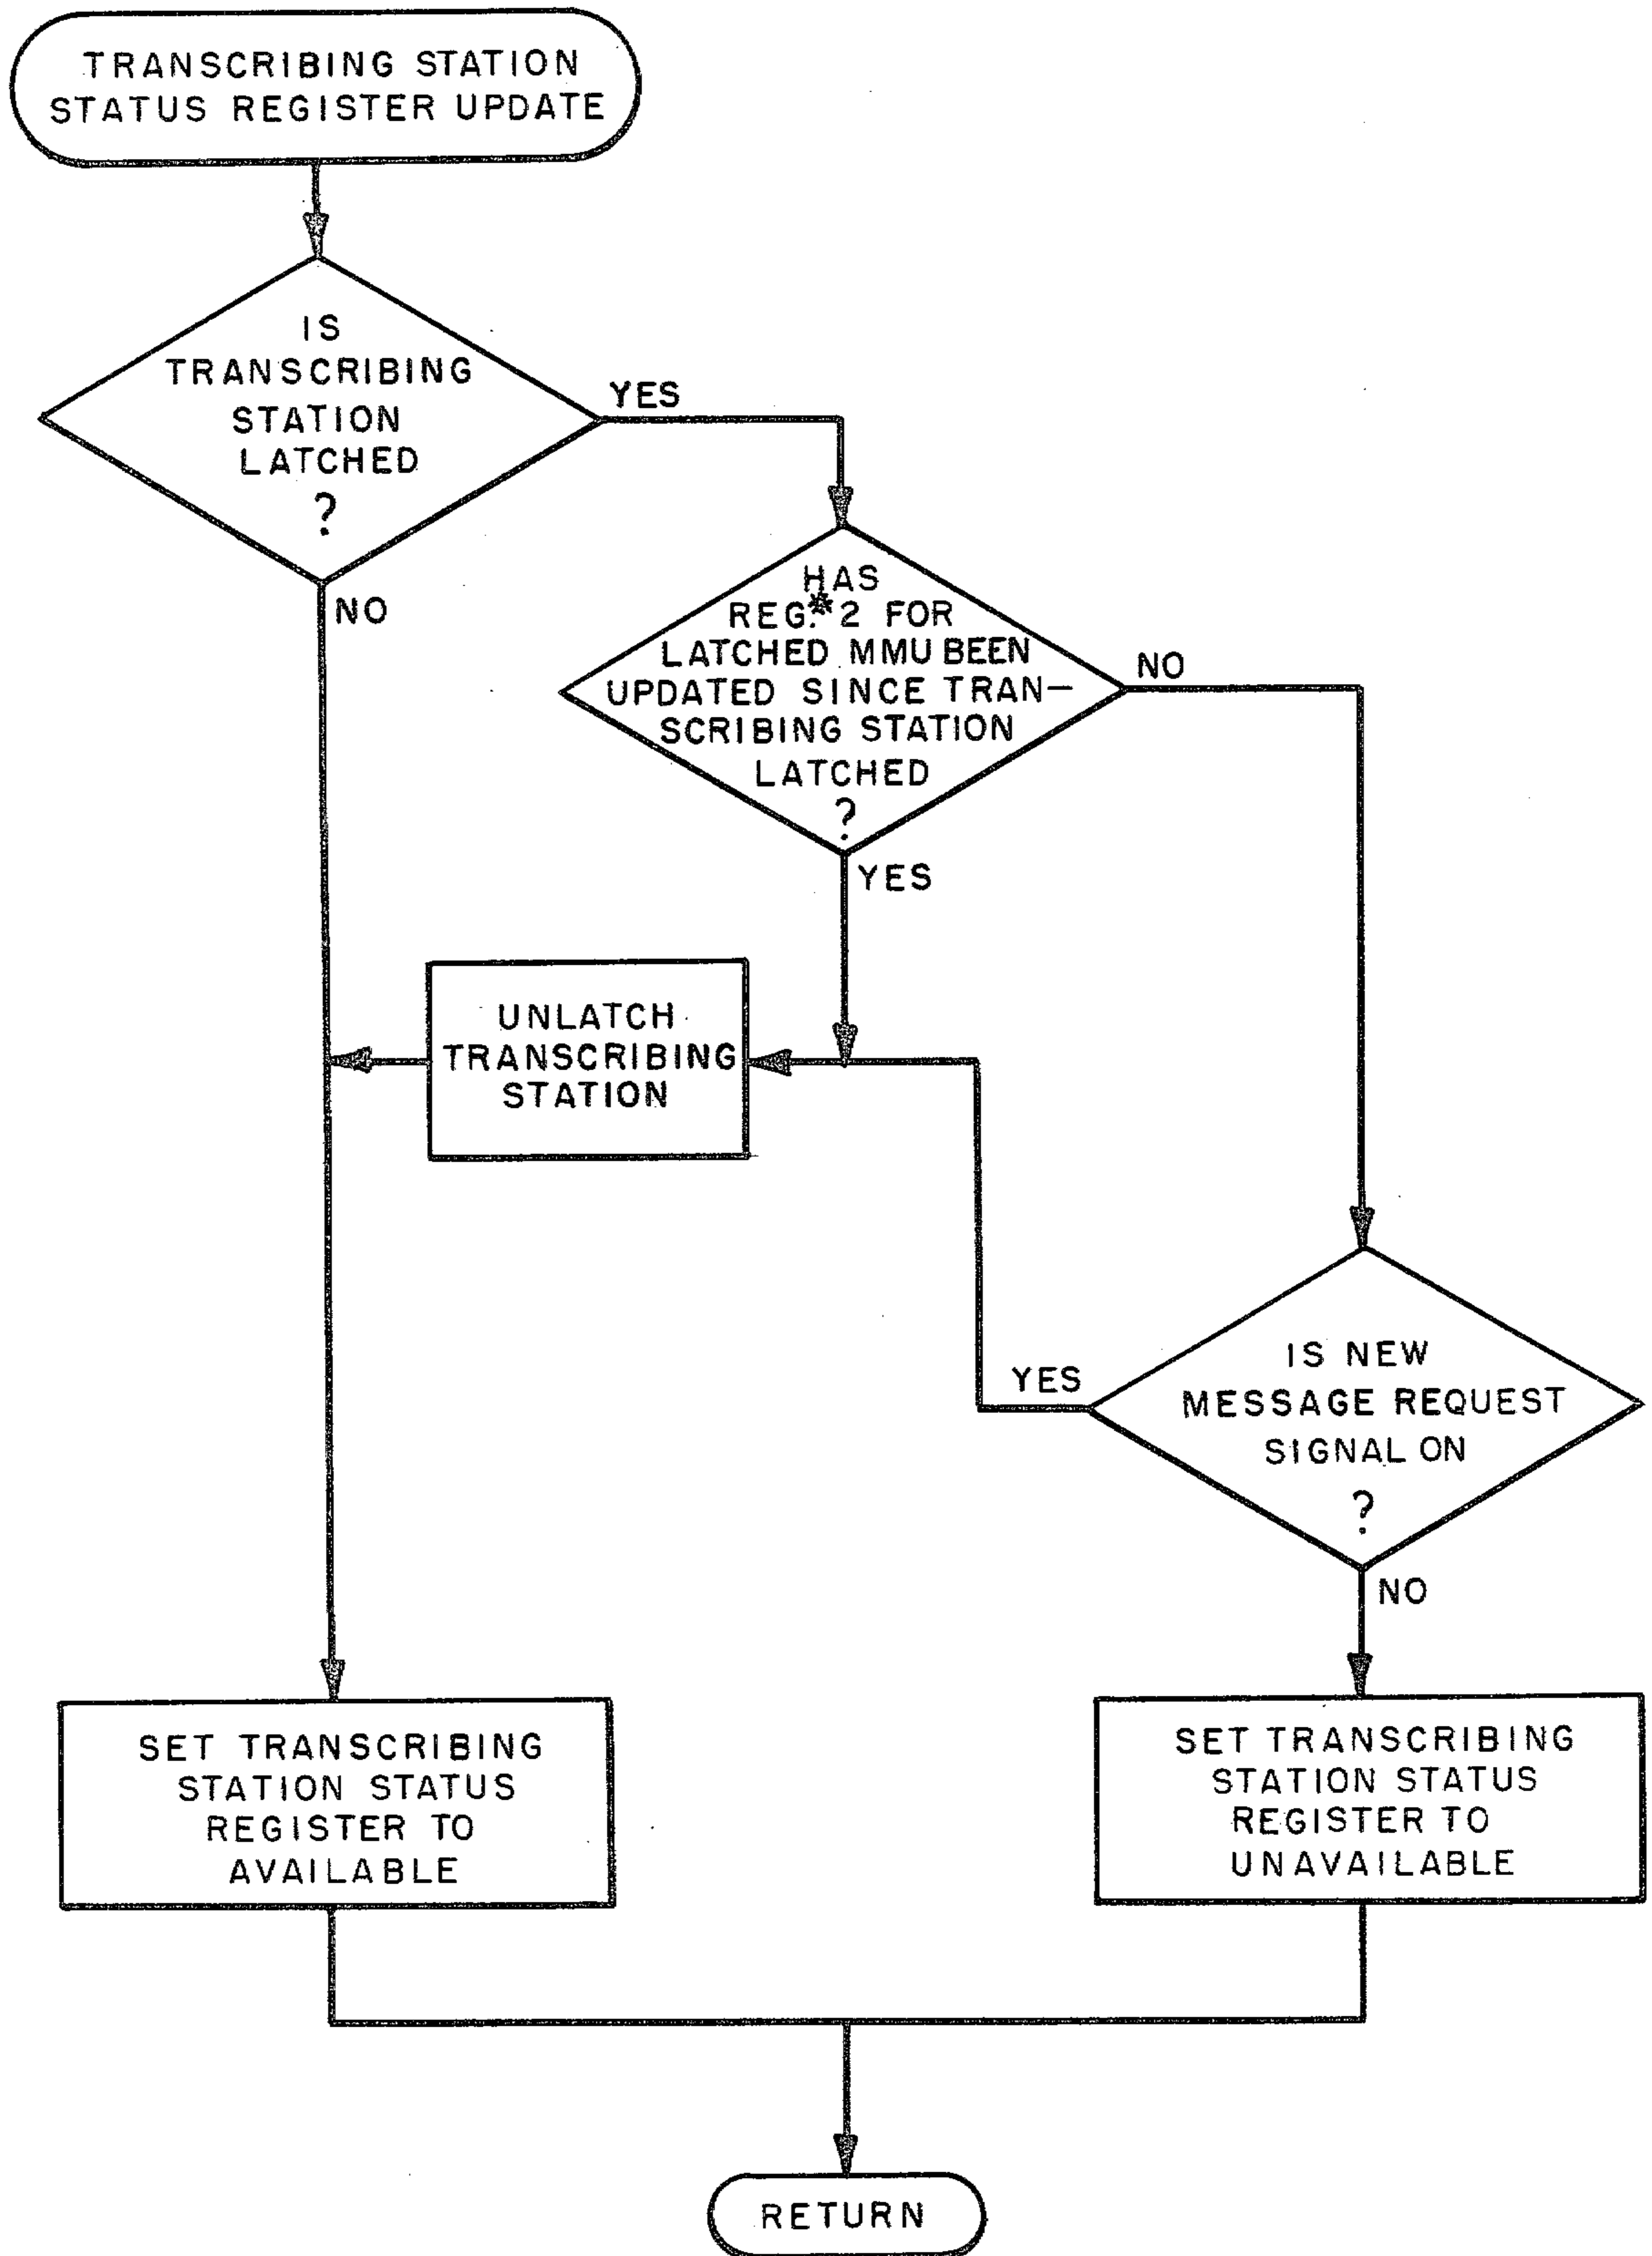 TRANSCRIBING STATION
STATUS REGISTER UPDATE
IS
TRANSCRIBING
STATION
LATCHED
?
YES
NO
HAS
REG.#2 FOR
LATCHED MMU BEEN
UPDATED SINCE TRAN-
SCRIBING STATION
LATCHED
?
NO
YES
UNLATCH
TRANSCRIBING
STATION
IS NEW
MESSAGE REQUEST
SIGNAL ON
?
YES
NO
SET TRANSCRIBING
STATION STATUS
REGISTER TO
AVAILABLE
SET TRANSCRIBING
STATION STATUS
REGISTER TO
UNAVAILABLE
RETURN